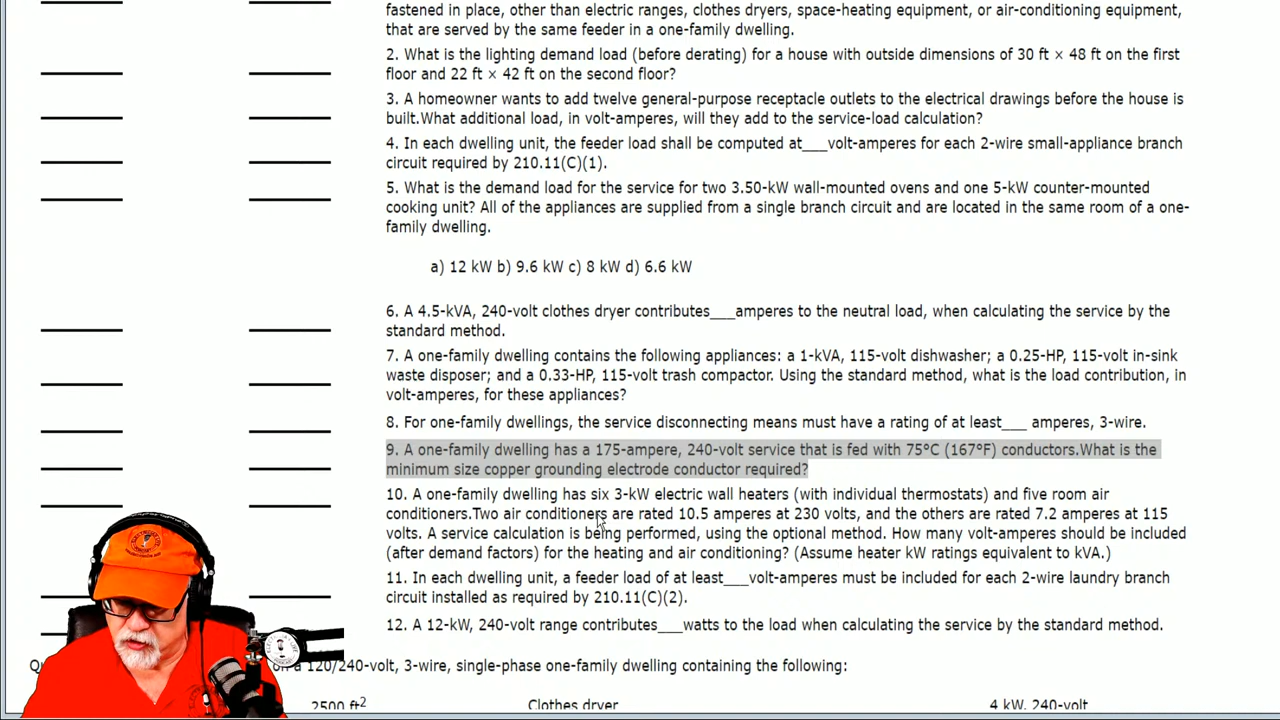 fastened in place, other than electric ranges, clothes dryers, space-heating equipment, or air-conditioning equipment,
that are served by the same feeder in a one-family dwelling.
2. What is the lighting demand load (before derating) for a house with outside dimensions of 30 ft × 48 ft on the first
floor and 22 ft × 42 ft on the second floor?
3. A homeowner wants to add twelve general-purpose receptacle outlets to the electrical drawings before the house is
built.What additional load, in volt-amperes, will they add to the service-load calculation?
4. In each dwelling unit, the feeder load shall be computed at___volt-amperes for each 2-wire small-appliance branch
circuit required by 210.11(C)(1).
5. What is the demand load for the service for two 3.50-kW wall-mounted ovens and one 5-kW counter-mounted
cooking unit? All of the appliances are supplied from a single branch circuit and are located in the same room of a one-
family dwelling.
a) 12 kW b) 9.6 kW c) 8 kW d) 6.6 kW
6. A 4.5-kVA, 240-volt clothes dryer contributes___amperes to the neutral load, when calculating the service by the
standard method.
7. A one-family dwelling contains the following appliances: a 1-kVA, 115-volt dishwasher; a 0.25-HP, 115-volt in-sink
waste disposer; and a 0.33-HP, 115-volt trash compactor. Using the standard method, what is the load contribution, in
volt-amperes, for these appliances?
8. For one-family dwellings, the service disconnecting means must have a rating of at least___ amperes, 3-wire.
9. A one-family dwelling has a 175-ampere, 240-volt service that is fed with 75°C (167°F) conductors.What is the
minimum size copper grounding electrode conductor required?
10. A one-family dwelling has six 3-kW electric wall heaters (with individual thermostats) and five room air
conditioners.Two air conditioners are rated 10.5 amperes at 230 volts, and the others are rated 7.2 amperes at 115
volts. A service calculation is being performed, using the optional method. How many volt-amperes should be included
(after demand factors) for the heating and air conditioning? (Assume heater kW ratings equivalent to kVA.)
11. In each dwelling unit, a feeder load of at least___volt-amperes must be included for each 2-wire laundry branch
circuit installed as required by 210.11(C)(2).
12. A 12-kW, 240-volt range contributes___watts to the load when calculating the service by the standard method.
a 120/240-volt, 3-wire, single-phase one-family dwelling containing the following:
2500 ft² Clothes dryer 4 kW, 240-volt